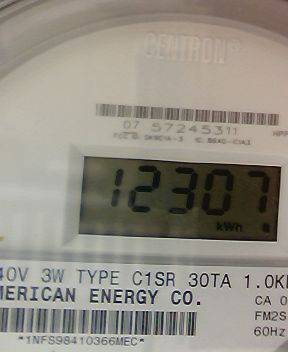 CENTRON®
07 57245311
12307
kWh
40V 3W TYPE C1SR 30TA 1.0K
MERICAN ENERGY CO.
CA 0
FM2S
60Hz
*1NFS98410366MEC*